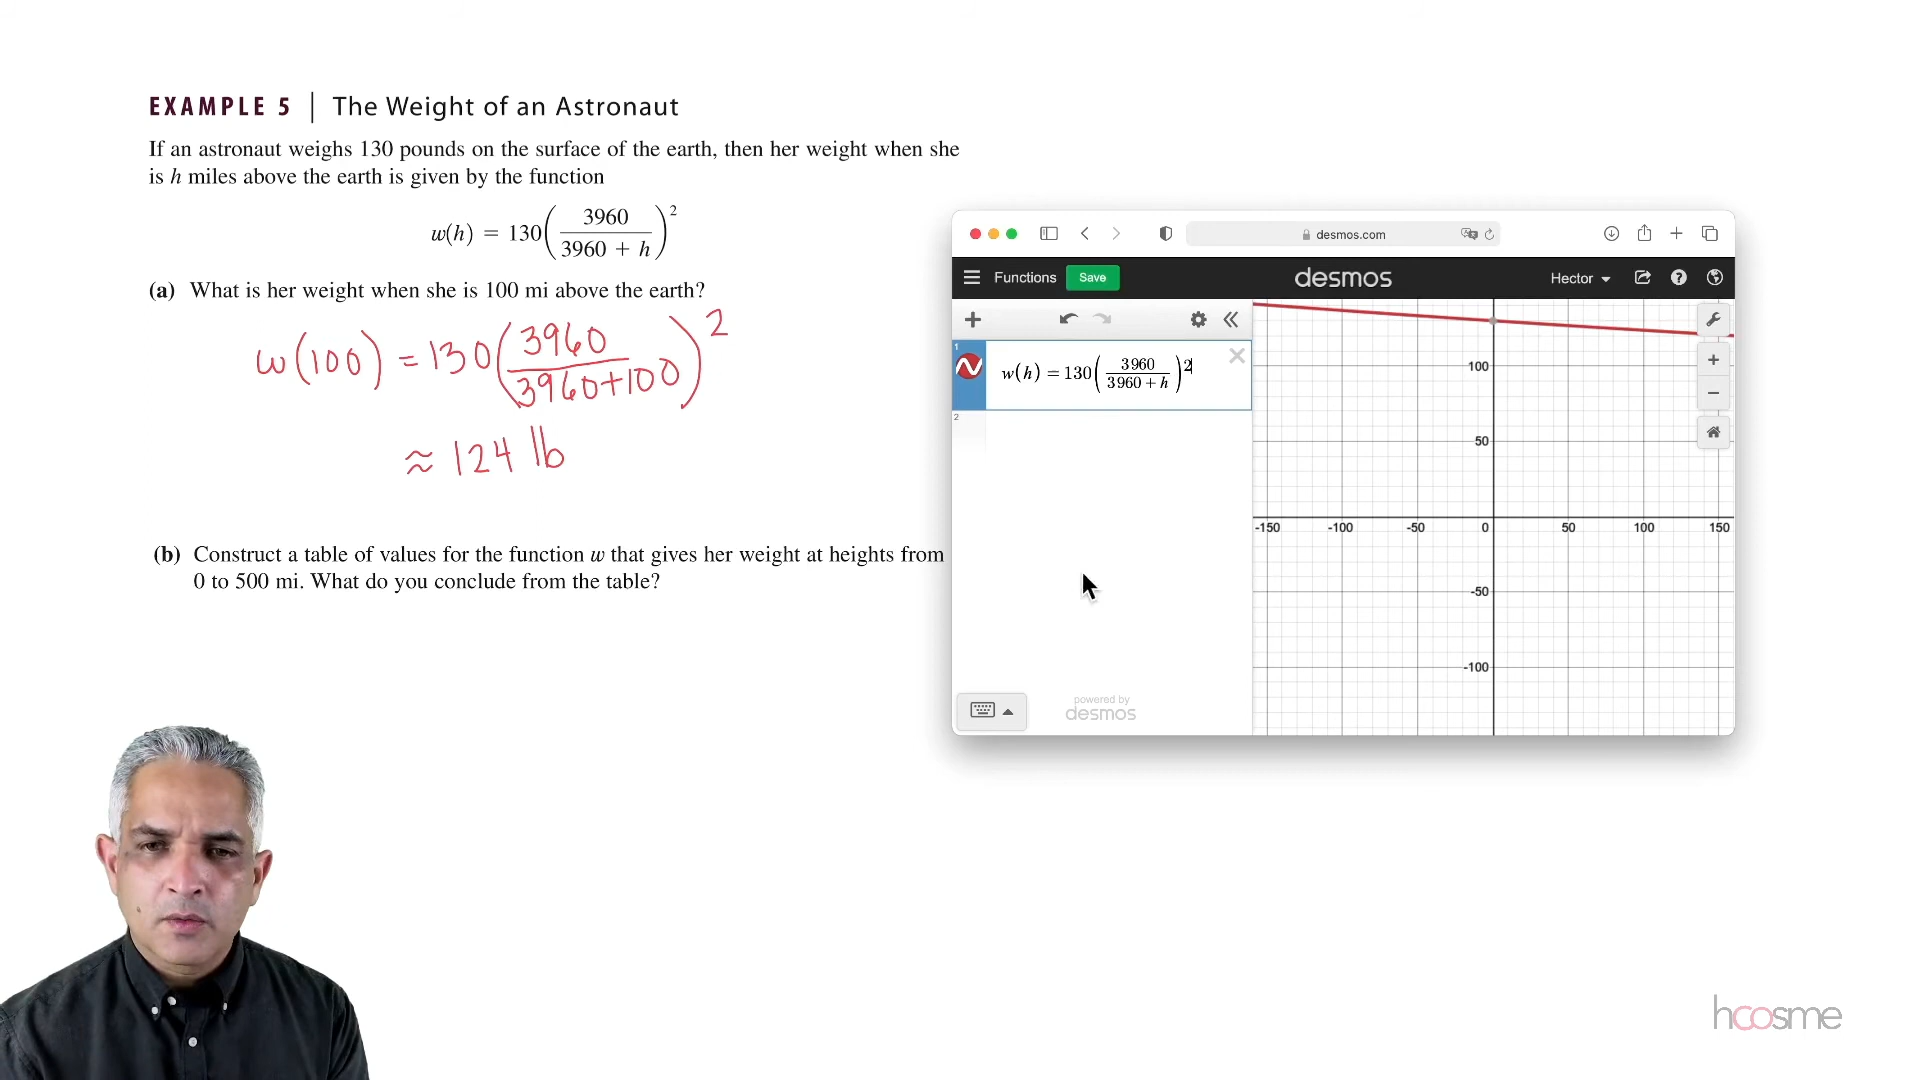 EXAMPLE 5 | The Weight of an Astronaut
If an astronaut weighs 130 pounds on the surface of the earth, then her weight when she
is h miles above the earth is given by the function
w(h) = 130(3960/(3960 + h))²
(a) What is her weight when she is 100 mi above the earth?
w(100) = 130(3960/(3960+100))²
≈ 124 lb
(b) Construct a table of values for the function w that gives her weight at heights from
0 to 500 mi. What do you conclude from the table?
desmos.com
Functions Save desmos Hector
1
w(h) = 130(3960/(3960 + h))2
2
powered by
desmos
100
50
-150 -100 -50 0 50 100 150
-50
-100
hcosme